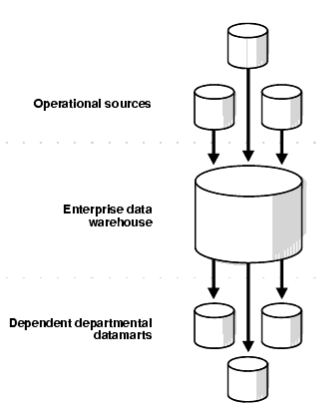 Operational sources
Enterprise data
warehouse
Dependent departmental
datamarts